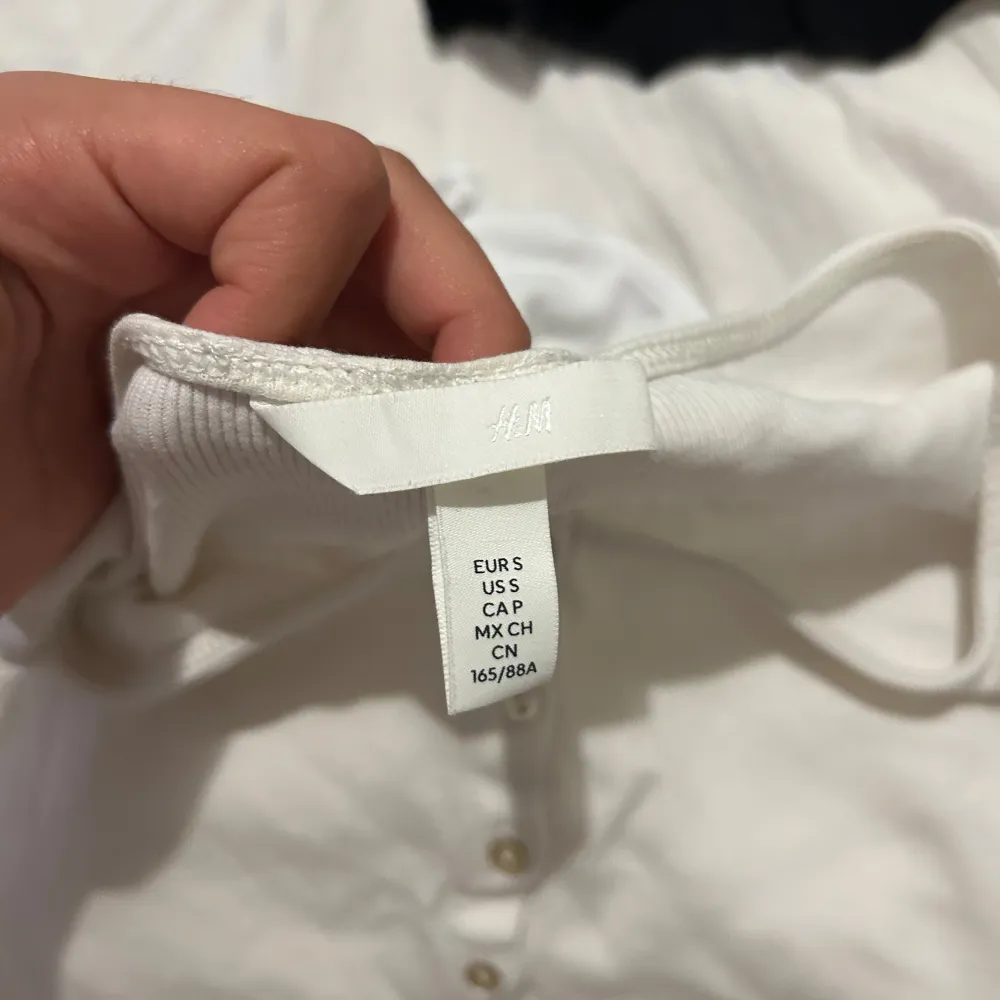 H&M
EUR S
US S
CA P
MX CH
CN
165/88A